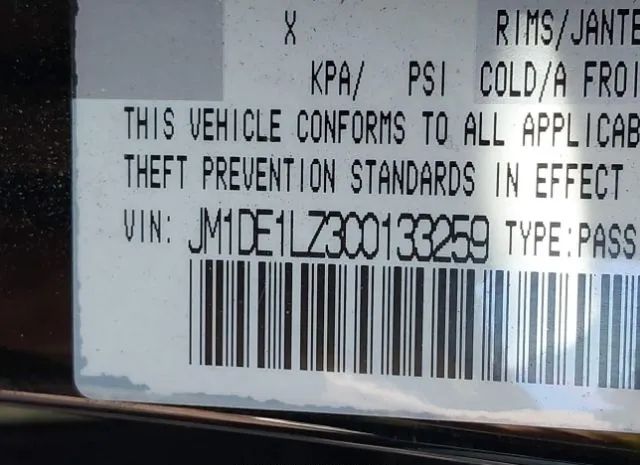 X RIMS/JANTE
KPA/ PSI COLD/A FROI
THIS VEHICLE CONFORMS TO ALL APPLICAB
THEFT PREVENTION STANDARDS IN EFFECT
VIN: JM1DE1LZ3C0133259 TYPE:PASS